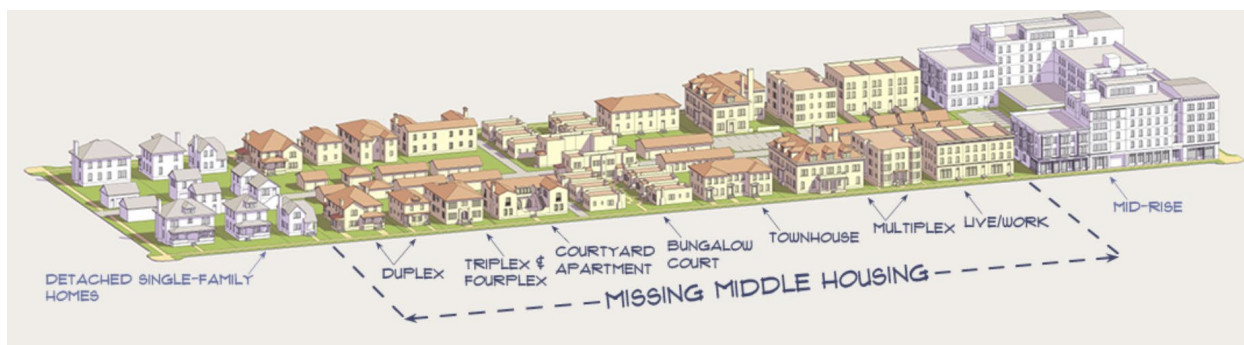 DETACHED SINGLE-FAMILY
HOMES
DUPLEX
TRIPLEX &
FOURPLEX
COURTYARD
APARTMENT
BUNGALOW
COURT
TOWNHOUSE
MULTIPLEX
LIVE/WORK
MID-RISE
MISSING MIDDLE HOUSING